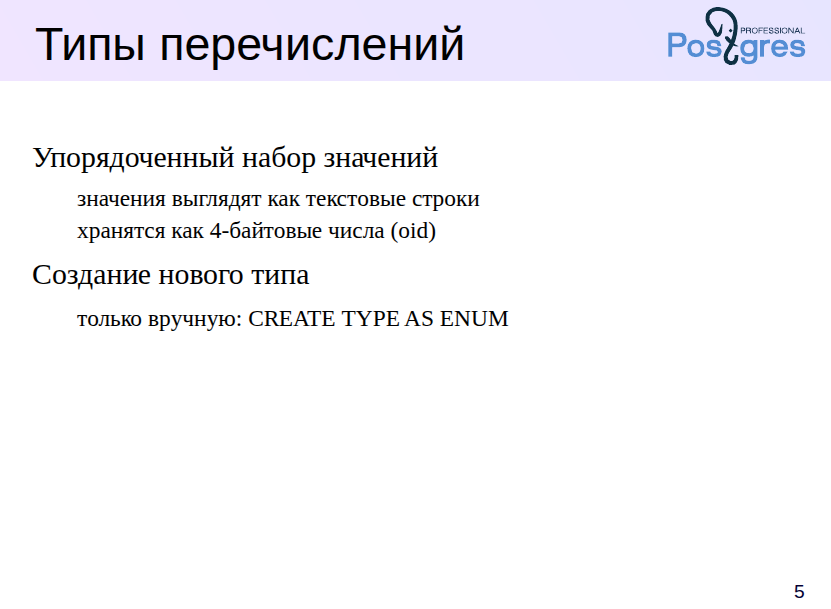 Типы перечислений
PROFESSIONAL
Postgres
Упорядоченный набор значений
значения выглядят как текстовые строки
хранятся как 4-байтовые числа (oid)
Создание нового типа
только вручную: CREATE TYPE AS ENUM
5